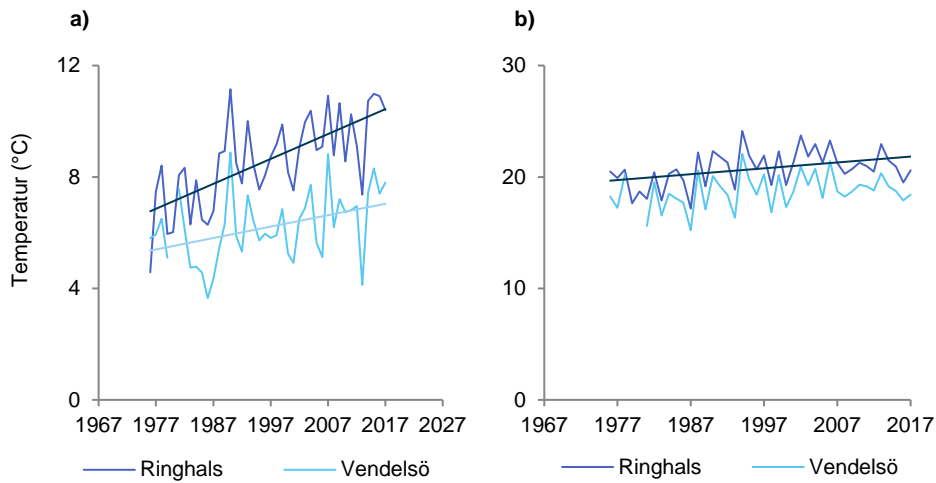 a)
b)
Temperatur (°C)
12
8
4
0
1967 1977 1987 1997 2007 2017 2027
Ringhals Vendelsö
30
20
10
0
1967 1977 1987 1997 2007 2017
Ringhals Vendelsö